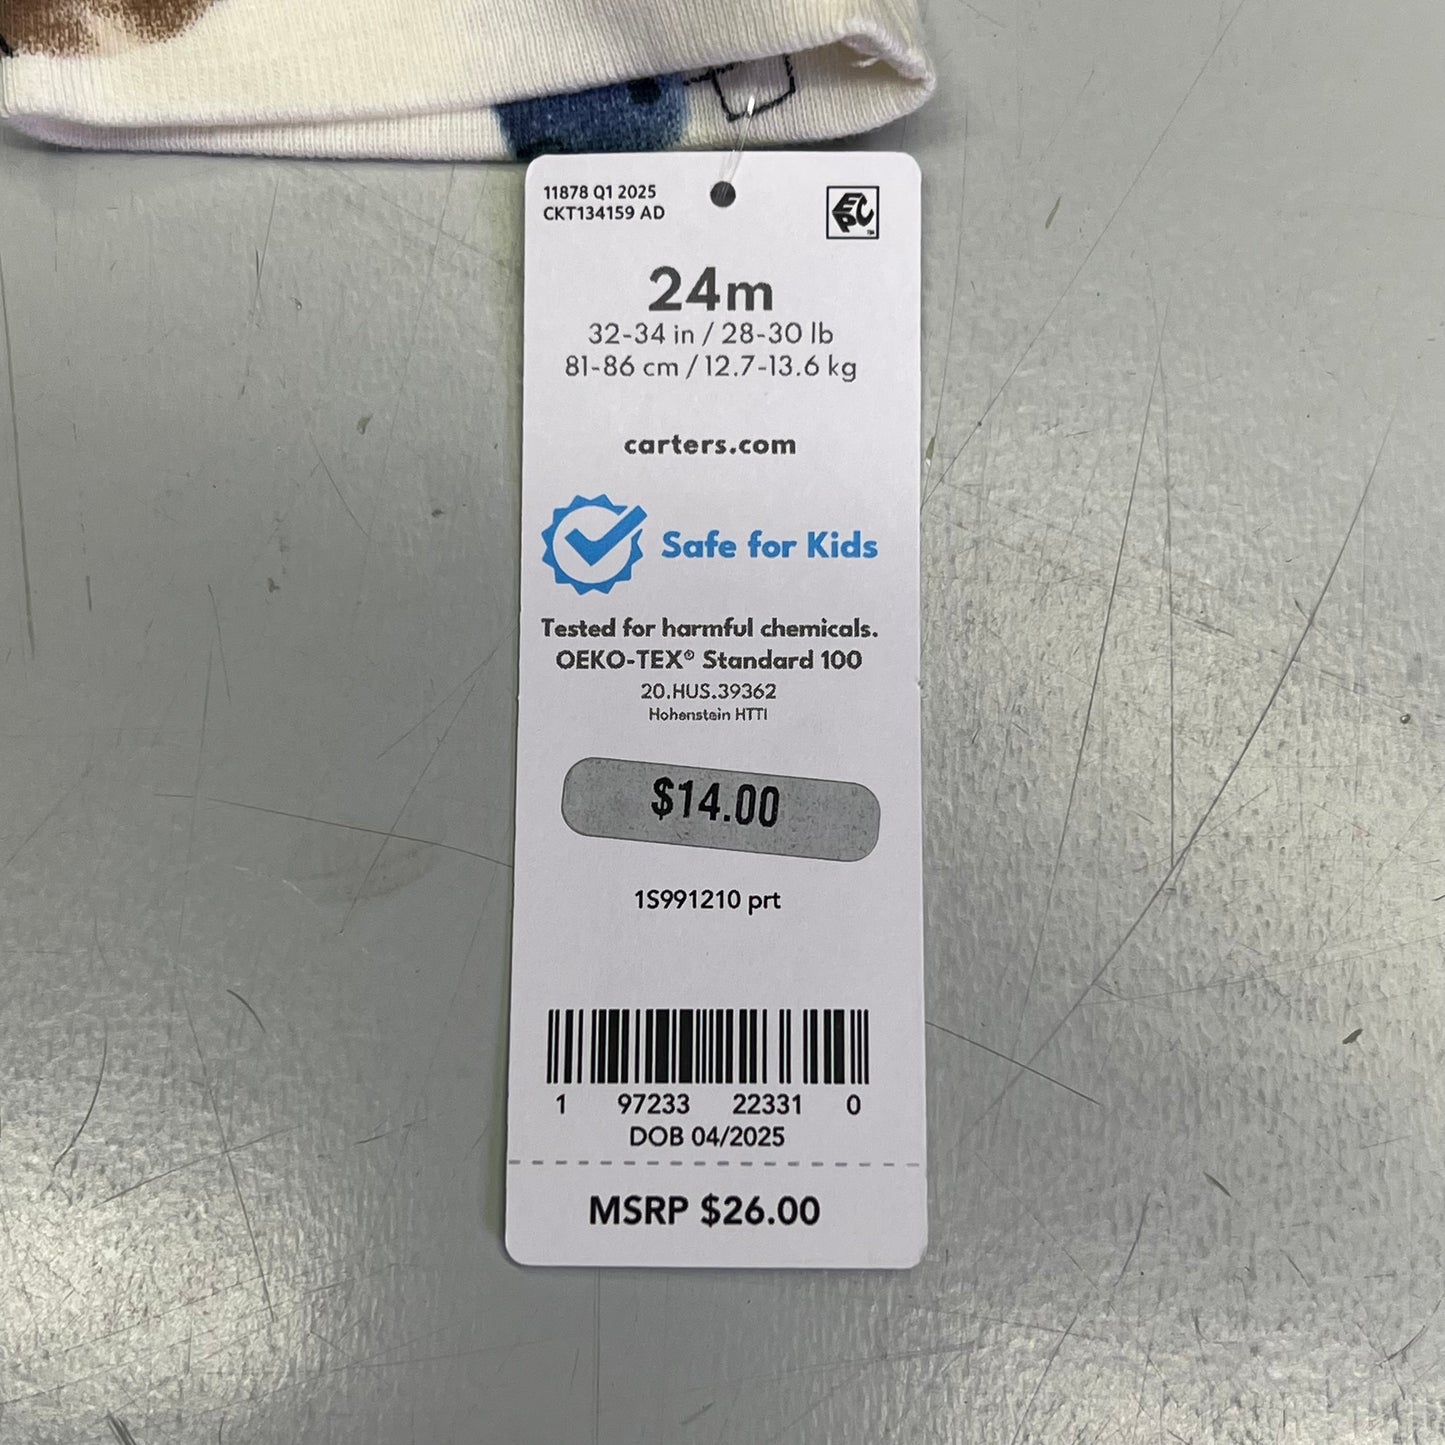 11878 Q1 2025
CKT134159 AD
EPC
TM
24m
32-34 in / 28-30 lb
81-86 cm / 12.7-13.6 kg
carters.com
Safe for Kids
Tested for harmful chemicals.
OEKO-TEX® Standard 100
20.HUS.39362
Hohenstein HTTI
$14.00
1S991210 prt
1 97233 22331 0
DOB 04/2025
MSRP $26.00